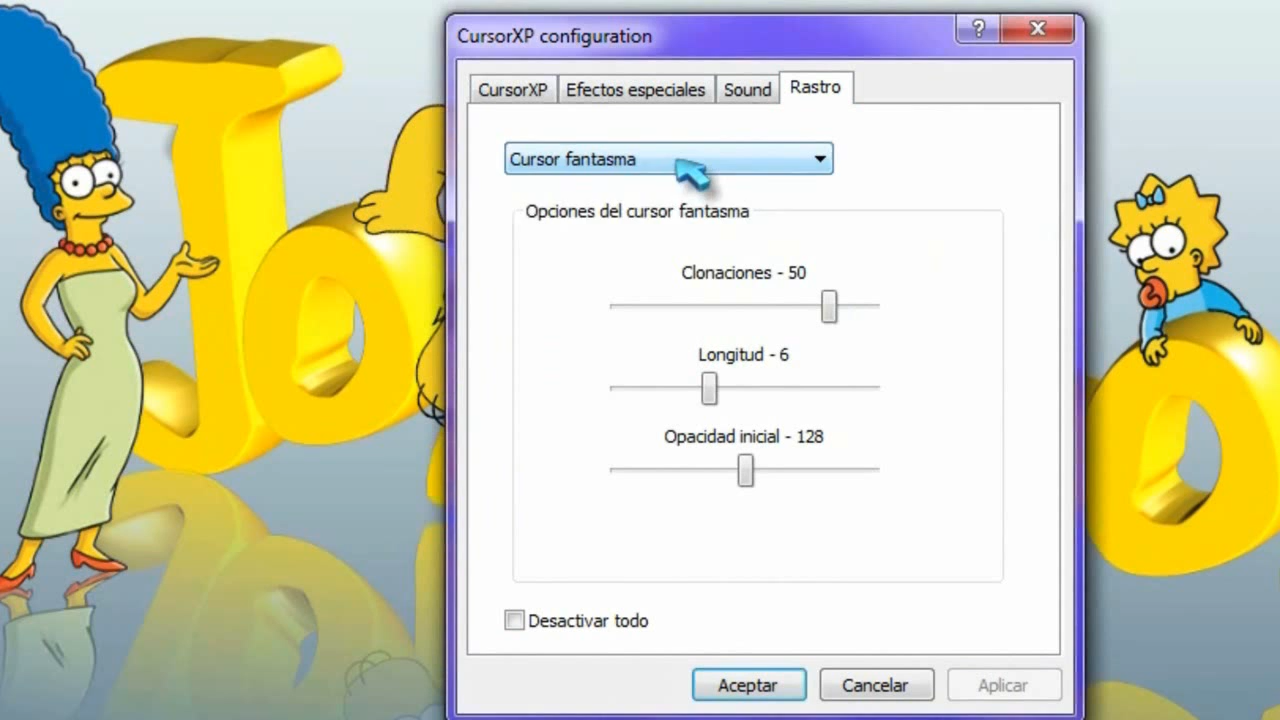 CursorXP configuration
?
CursorXP Efectos especiales Sound Rastro
Cursor fantasma
Opciones del cursor fantasma
Clonaciones - 50
Longitud - 6
Opacidad inicial - 128
Desactivar todo
Aceptar Cancelar Aplicar